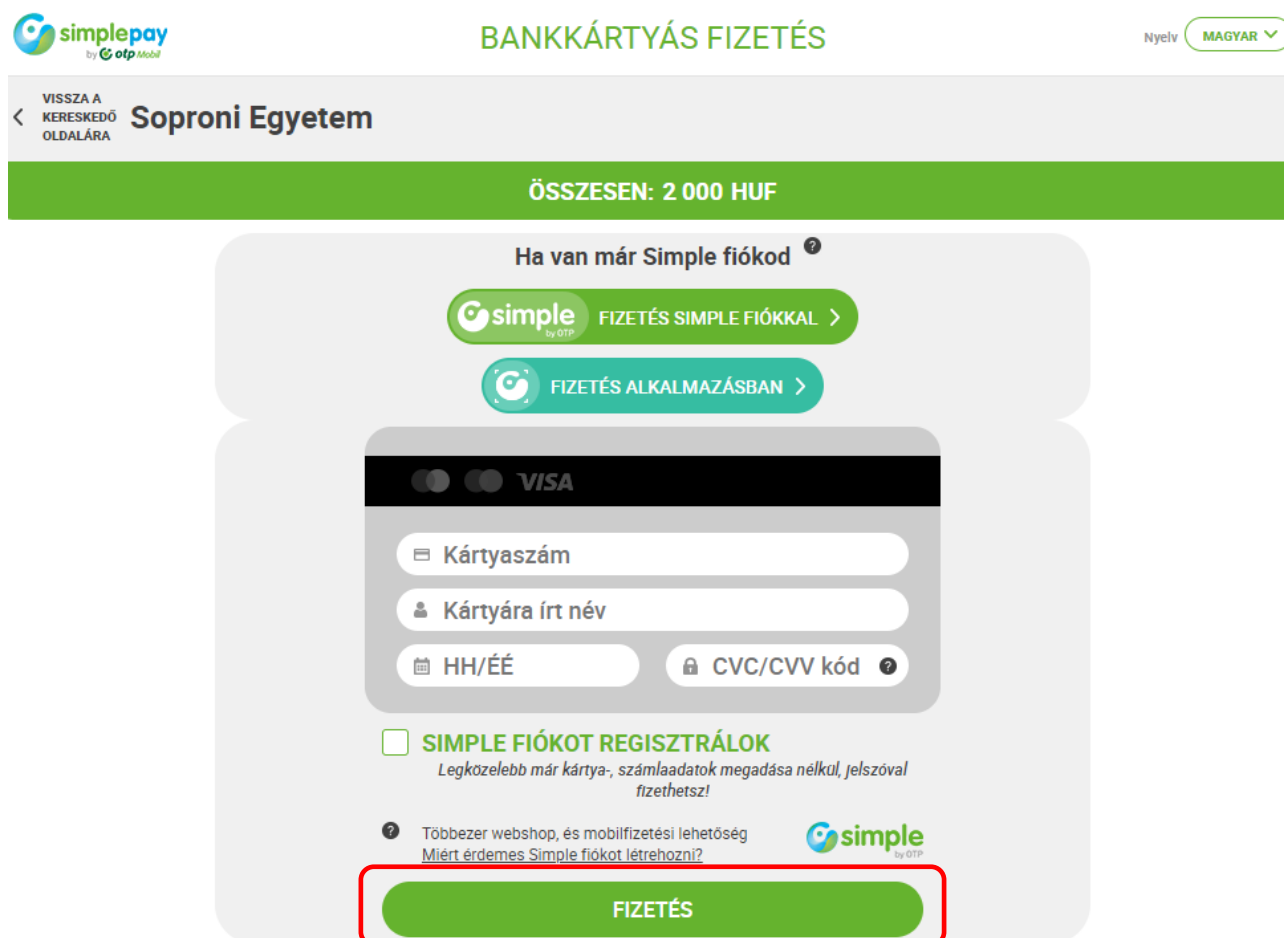 simplepay
by otp Mobil
BANKKÁRTYÁS FIZETÉS
Nyelv MAGYAR
VISSZA A
KERESKEDŐ
OLDALÁRA
Soproni Egyetem
ÖSSZESEN: 2 000 HUF
Ha van már Simple fiókod ?
simple by OTP FIZETÉS SIMPLE FIÓKKAL
FIZETÉS ALKALMAZÁSBAN
VISA
Kártyaszám
Kártyára írt név
HH/ÉÉ CVC/CVV kód ?
SIMPLE FIÓKOT REGISZTRÁLOK
Legközelebb már kártya-, számlaadatok megadása nélkül, jelszóval
fizethetsz!
? Többezer webshop, és mobilfizetési lehetőség
Miért érdemes Simple fiókot létrehozni?
simple
by OTP
FIZETÉS